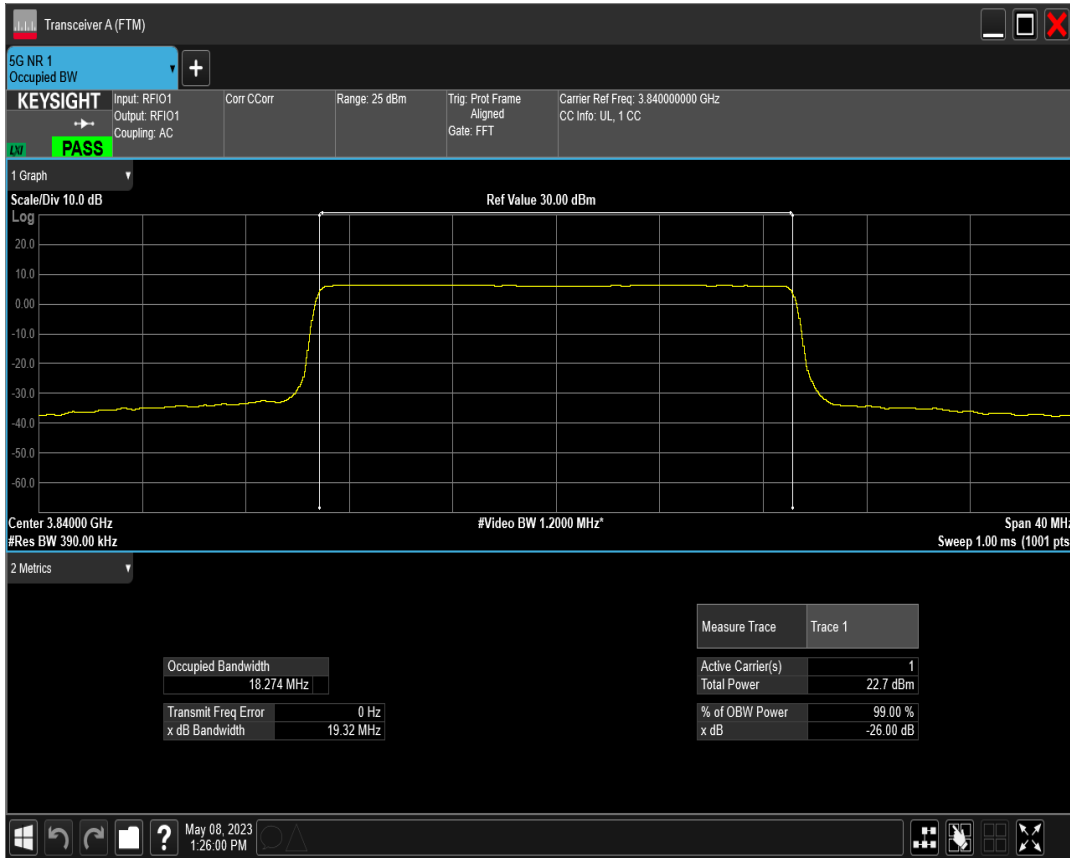 Transceiver A (FTM)
5G NR 1
Occupied BW
+
KEYSIGHT
LXI
PASS
Input: RFIO1
Output: RFIO1
Coupling: AC
Corr CCorr
Range: 25 dBm
Trig: Prot Frame
Aligned
Gate: FFT
Carrier Ref Freq: 3.840000000 GHz
CC Info: UL, 1 CC
1 Graph
Scale/Div 10.0 dB
Ref Value 30.00 dBm
Log
20.0
10.0
0.00
-10.0
-20.0
-30.0
-40.0
-50.0
-60.0
Center 3.84000 GHz
#Video BW 1.2000 MHz*
Span 40 MHz
#Res BW 390.00 kHz
Sweep 1.00 ms (1001 pts
2 Metrics
Measure Trace Trace 1
Occupied Bandwidth
18.274 MHz
Active Carrier(s) 1
Total Power 22.7 dBm
Transmit Freq Error 0 Hz
x dB Bandwidth 19.32 MHz
% of OBW Power 99.00 %
x dB -26.00 dB
?
May 08, 2023
1:26:00 PM